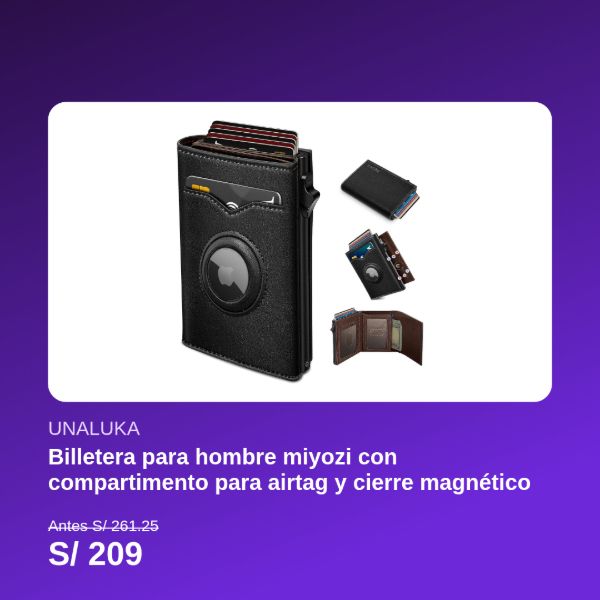 UNALUKA
Billetera para hombre miyozi con
compartimento para airtag y cierre magnético
Antes S/ 261.25
S/ 209